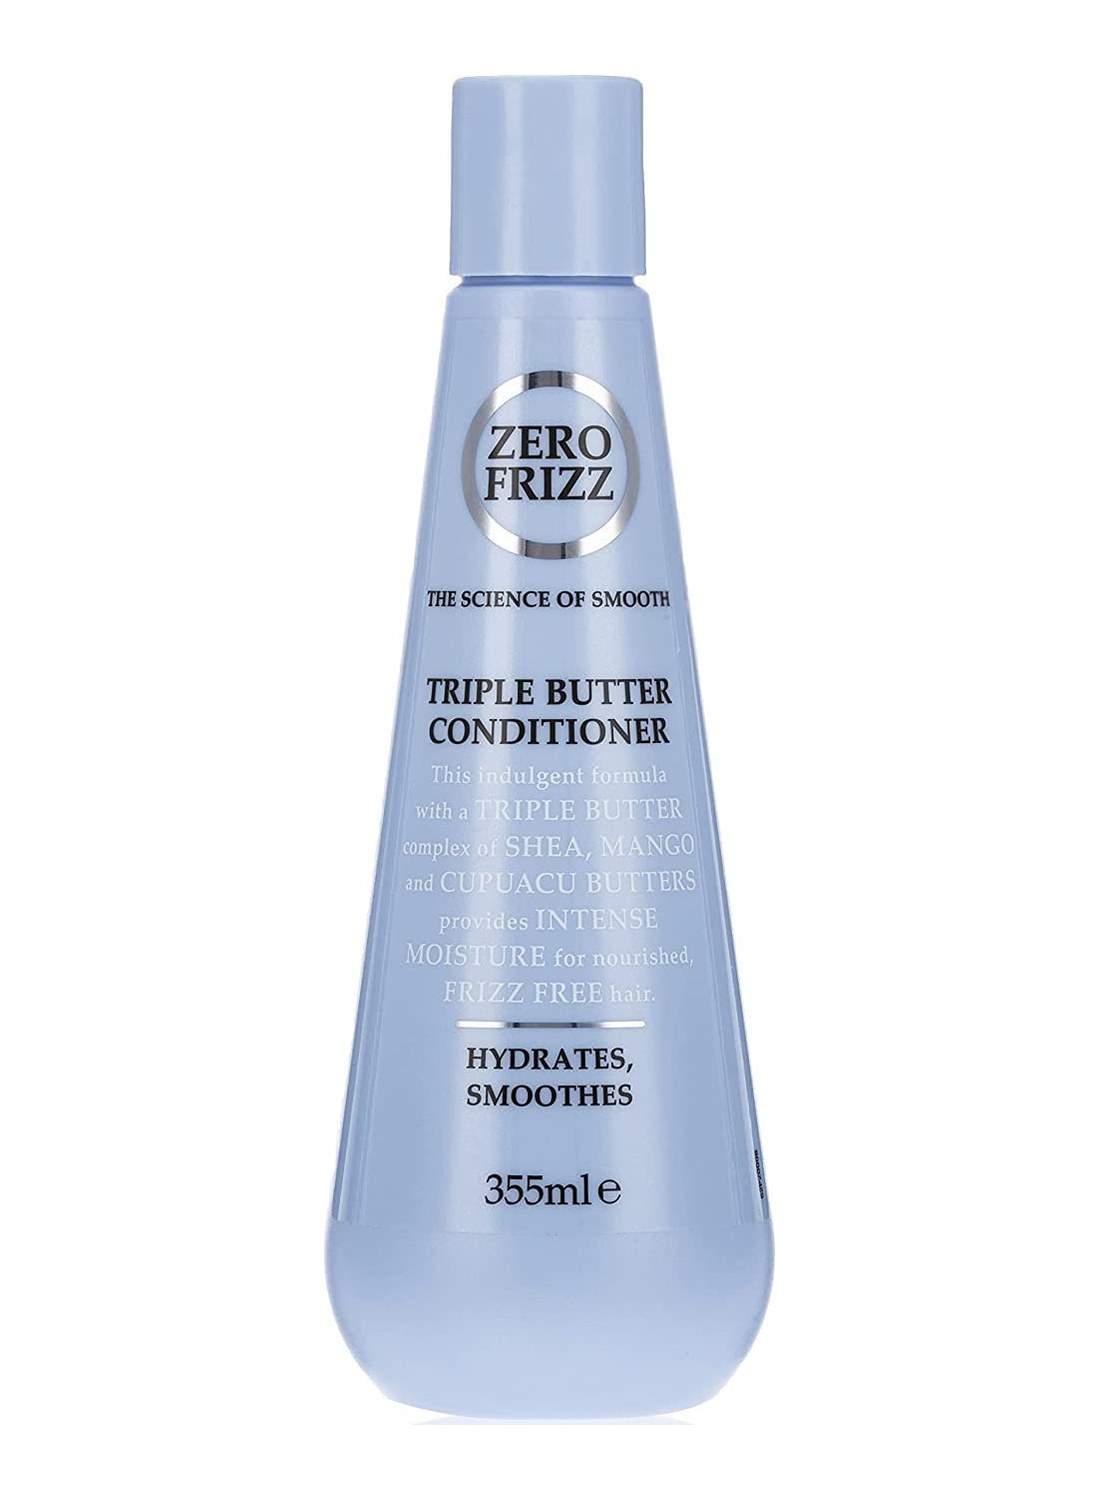 ZERO
FRIZZ
THE SCIENCE OF SMOOTH
TRIPLE BUTTER
CONDITIONER
This indulgent formula
with a TRIPLE BUTTER
complex of SHEA, MANGO
and CUPUACU BUTTERS
provides INTENSE
MOISTURE for nourished,
FRIZZ FREE hair.
HYDRATES,
SMOOTHES
355ml e